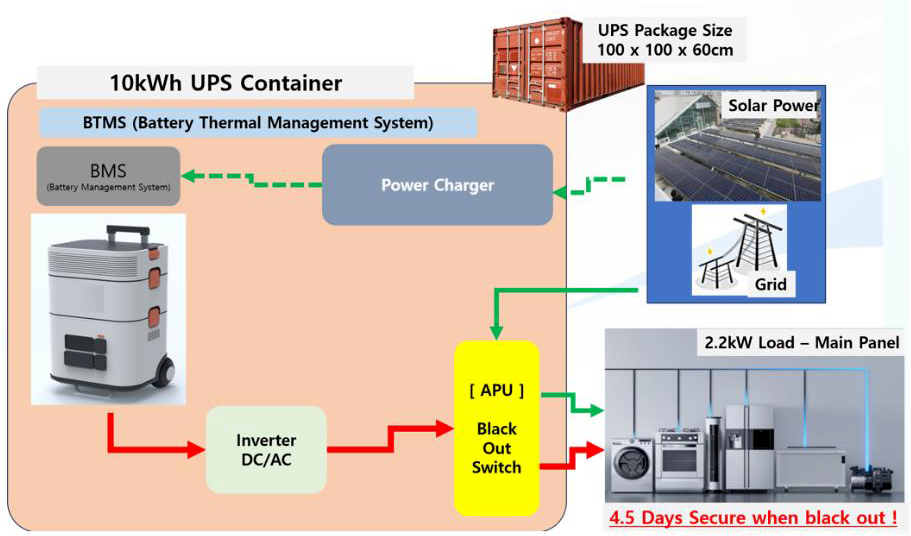 UPS Package Size
100 x 100 x 60cm
10kWh UPS Container
BTMS (Battery Thermal Management System)
Solar Power
BMS
(Battery Management System)
Power Charger
Grid
2.2kW Load – Main Panel
[ APU ]
Black
Out
Switch
Inverter
DC/AC
4.5 Days Secure when black out !